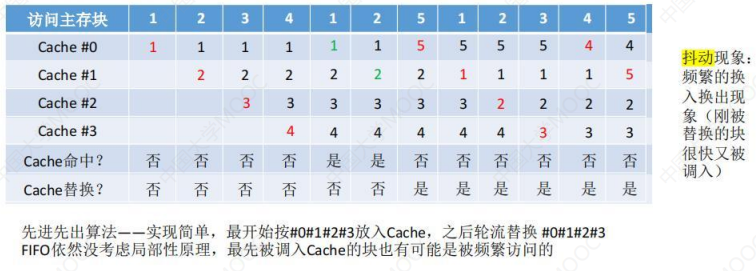 访问主存块 1 2 3 4 1 2 5 1 2 3 4 5
Cache #0 1 1 1 1 1 1 5 5 5 5 4 4
Cache #1 2 2 2 2 2 2 1 1 1 1 5
Cache #2 3 3 3 3 3 3 2 2 2 2
Cache #3 4 4 4 4 4 4 3 3 3
Cache命中? 否 否 否 否 是 是 否 否 否 否 否 否
Cache替换? 否 否 否 否 否 否 是 是 是 是 是 是
抖动现象:
频繁的换
入换出现
象(刚被
替换的块
很快又被
调入)
先进先出算法——实现简单，最开始按#0#1#2#3放入Cache，之后轮流替换 #0#1#2#3
FIFO依然没考虑局部性原理，最先被调入Cache的块也有可能是被频繁访问的